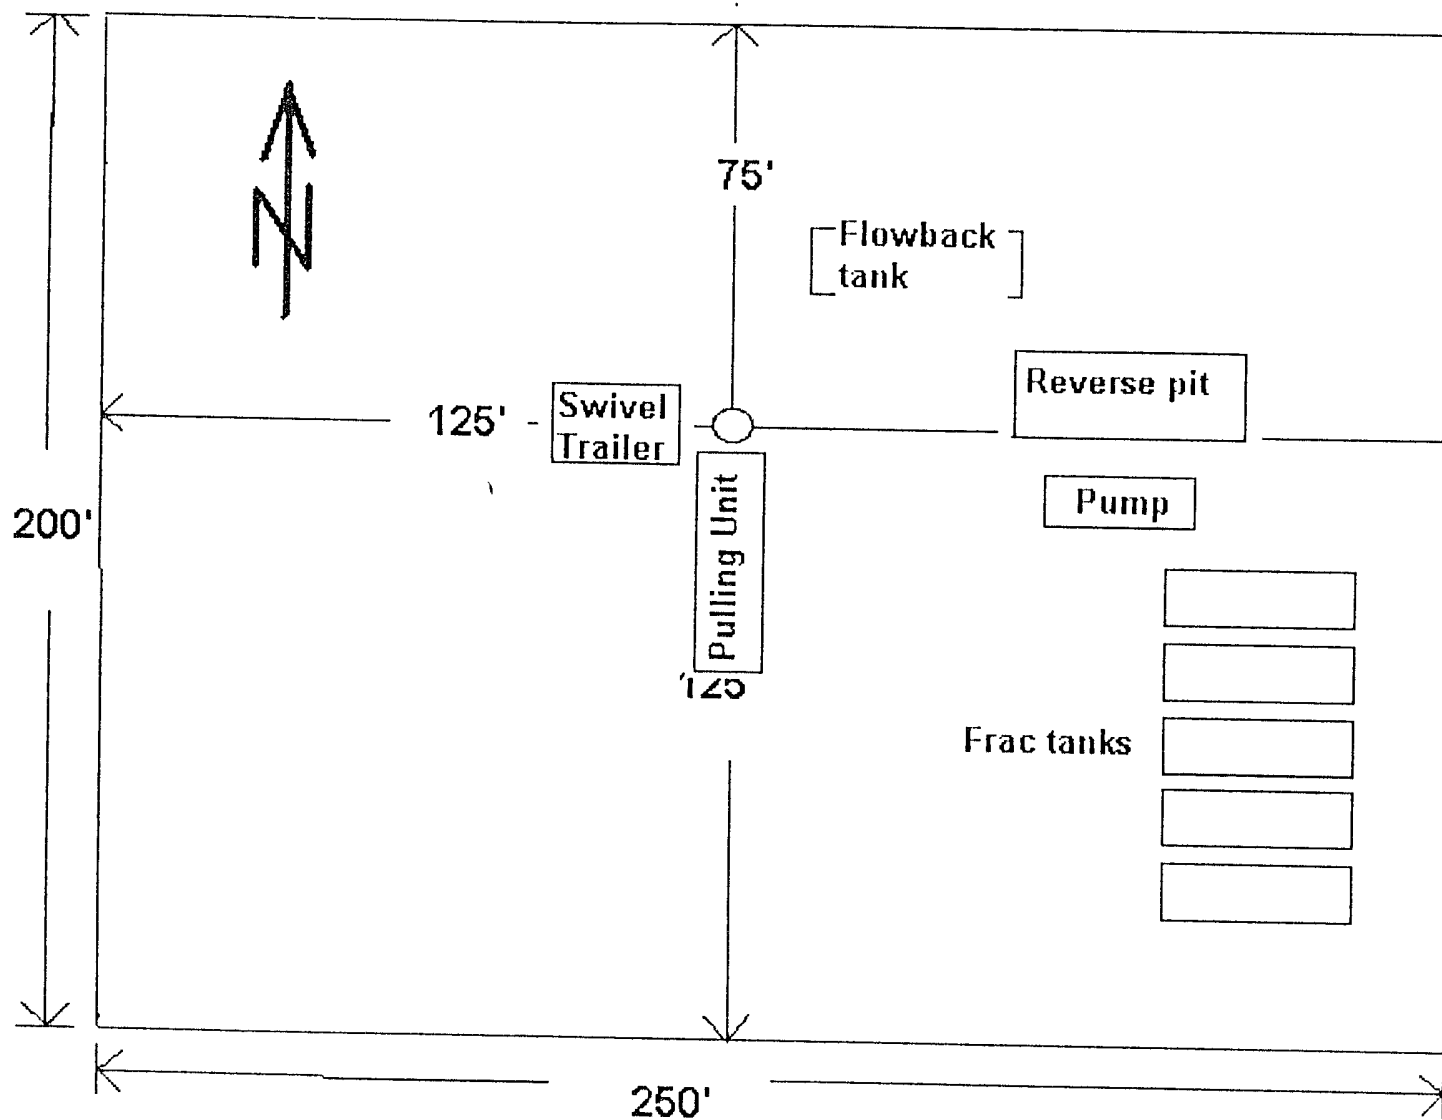 N
75'
Flowback
tank
Reverse pit
125'
Swivel
Trailer
Pump
200'
Pulling Unit
'125
Frac tanks
250'